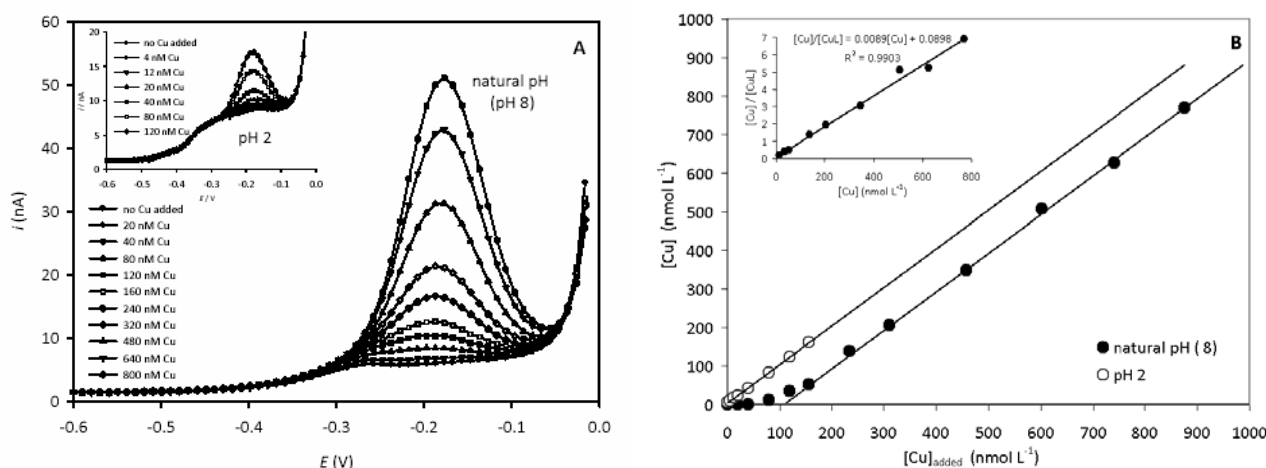 60
50
40
30
20
10
0
i (nA)
-0.6
-0.5
-0.4
-0.3
-0.2
-0.1
0.0
E (V)
A
natural pH
(pH 8)
20
15
10
5
0
i / nA
-0.6
-0.5
-0.4
-0.3
-0.2
-0.1
0.0
E / V
no Cu added
4 nM Cu
12 nM Cu
20 nM Cu
40 nM Cu
80 nM Cu
120 nM Cu
pH 2
no Cu added
20 nM Cu
40 nM Cu
80 nM Cu
120 nM Cu
160 nM Cu
240 nM Cu
320 nM Cu
480 nM Cu
640 nM Cu
800 nM Cu
1000
900
800
700
600
500
400
300
200
100
0
[Cu] (nmol L⁻¹)
0
100
200
300
400
500
600
700
800
900
1000
[Cu]added (nmol L⁻¹)
B
7
6
5
4
3
2
1
0
[Cu] / [CuL]
[Cu]/[CuL] = 0.0089[Cu] + 0.0898
R² = 0.9903
0
200
400
600
800
[Cu] (nmol L⁻¹)
natural pH ( 8)
pH 2